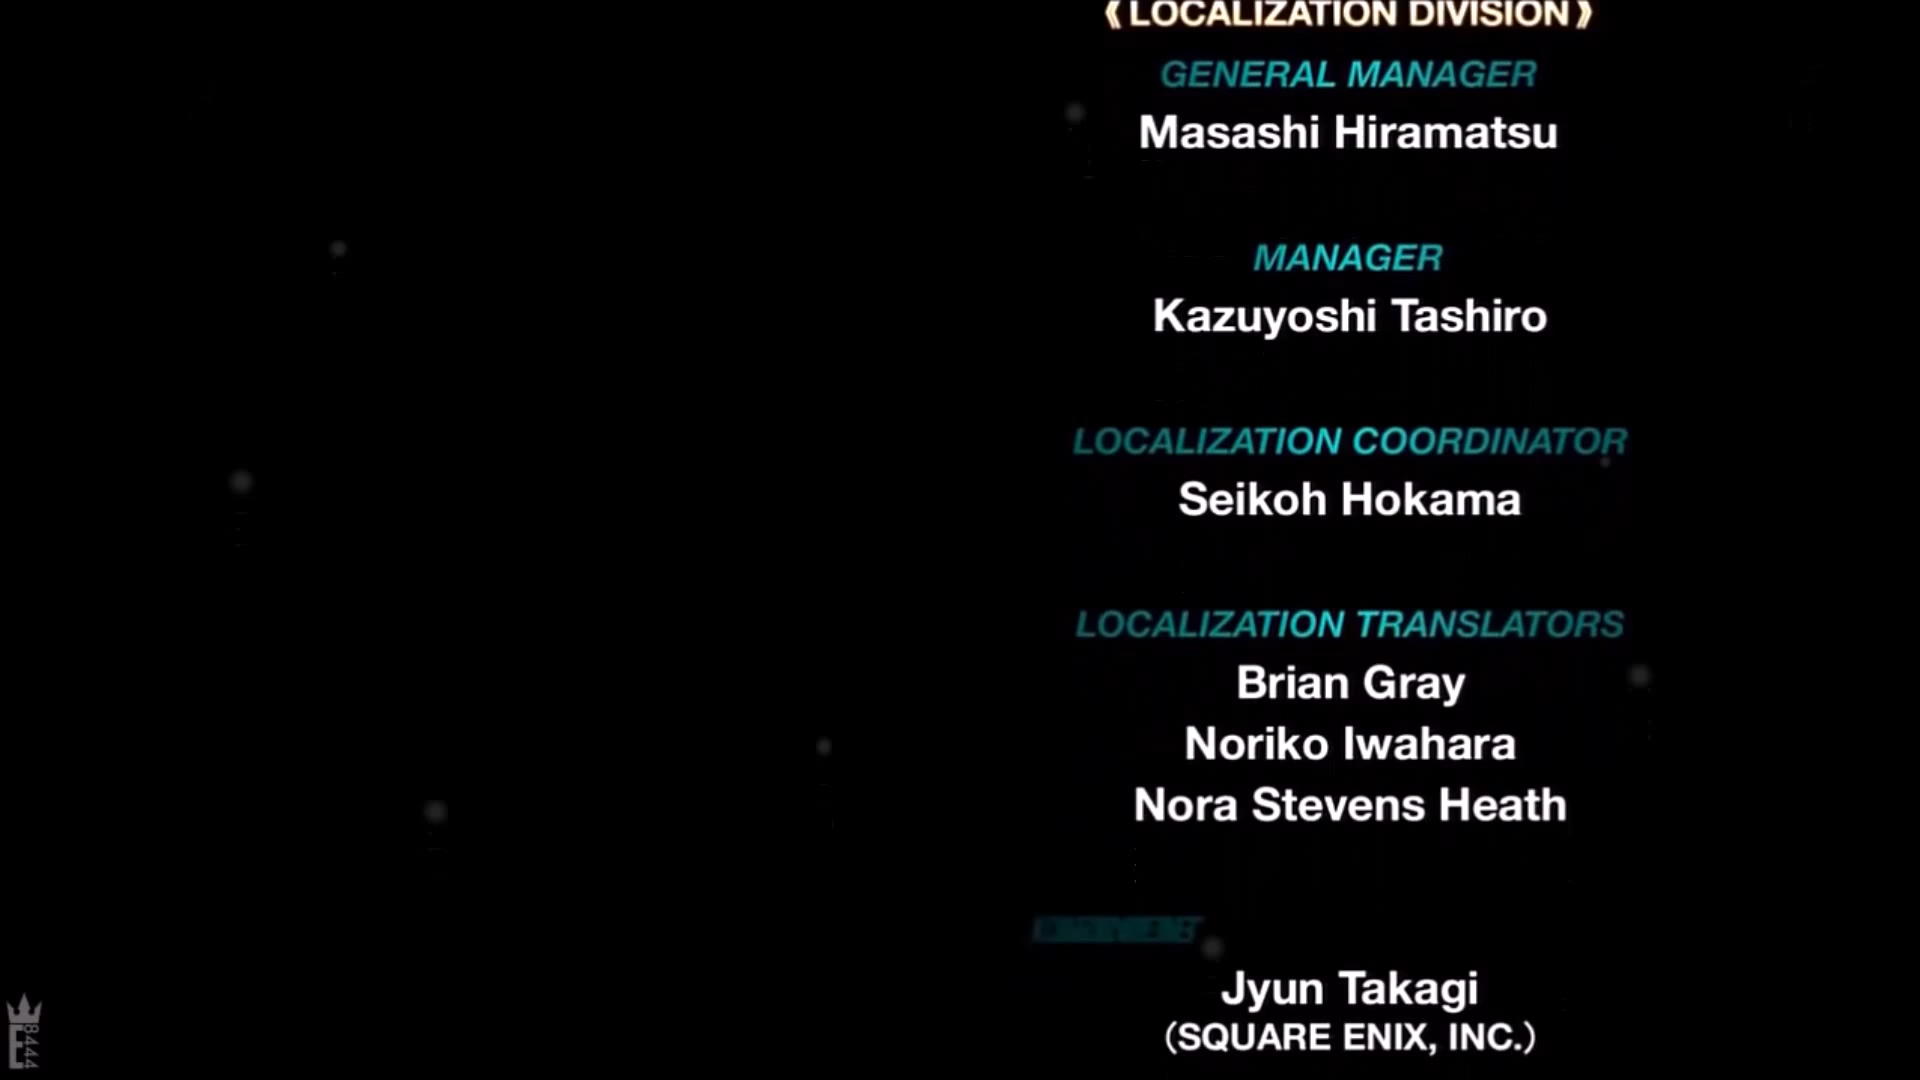 《LOCALIZATION DIVISION》
GENERAL MANAGER
Masashi Hiramatsu
MANAGER
Kazuyoshi Tashiro
LOCALIZATION COORDINATOR
Seikoh Hokama
LOCALIZATION TRANSLATORS
Brian Gray
Noriko Iwahara
Nora Stevens Heath
Jyun Takagi
(SQUARE ENIX, INC.)
E8444